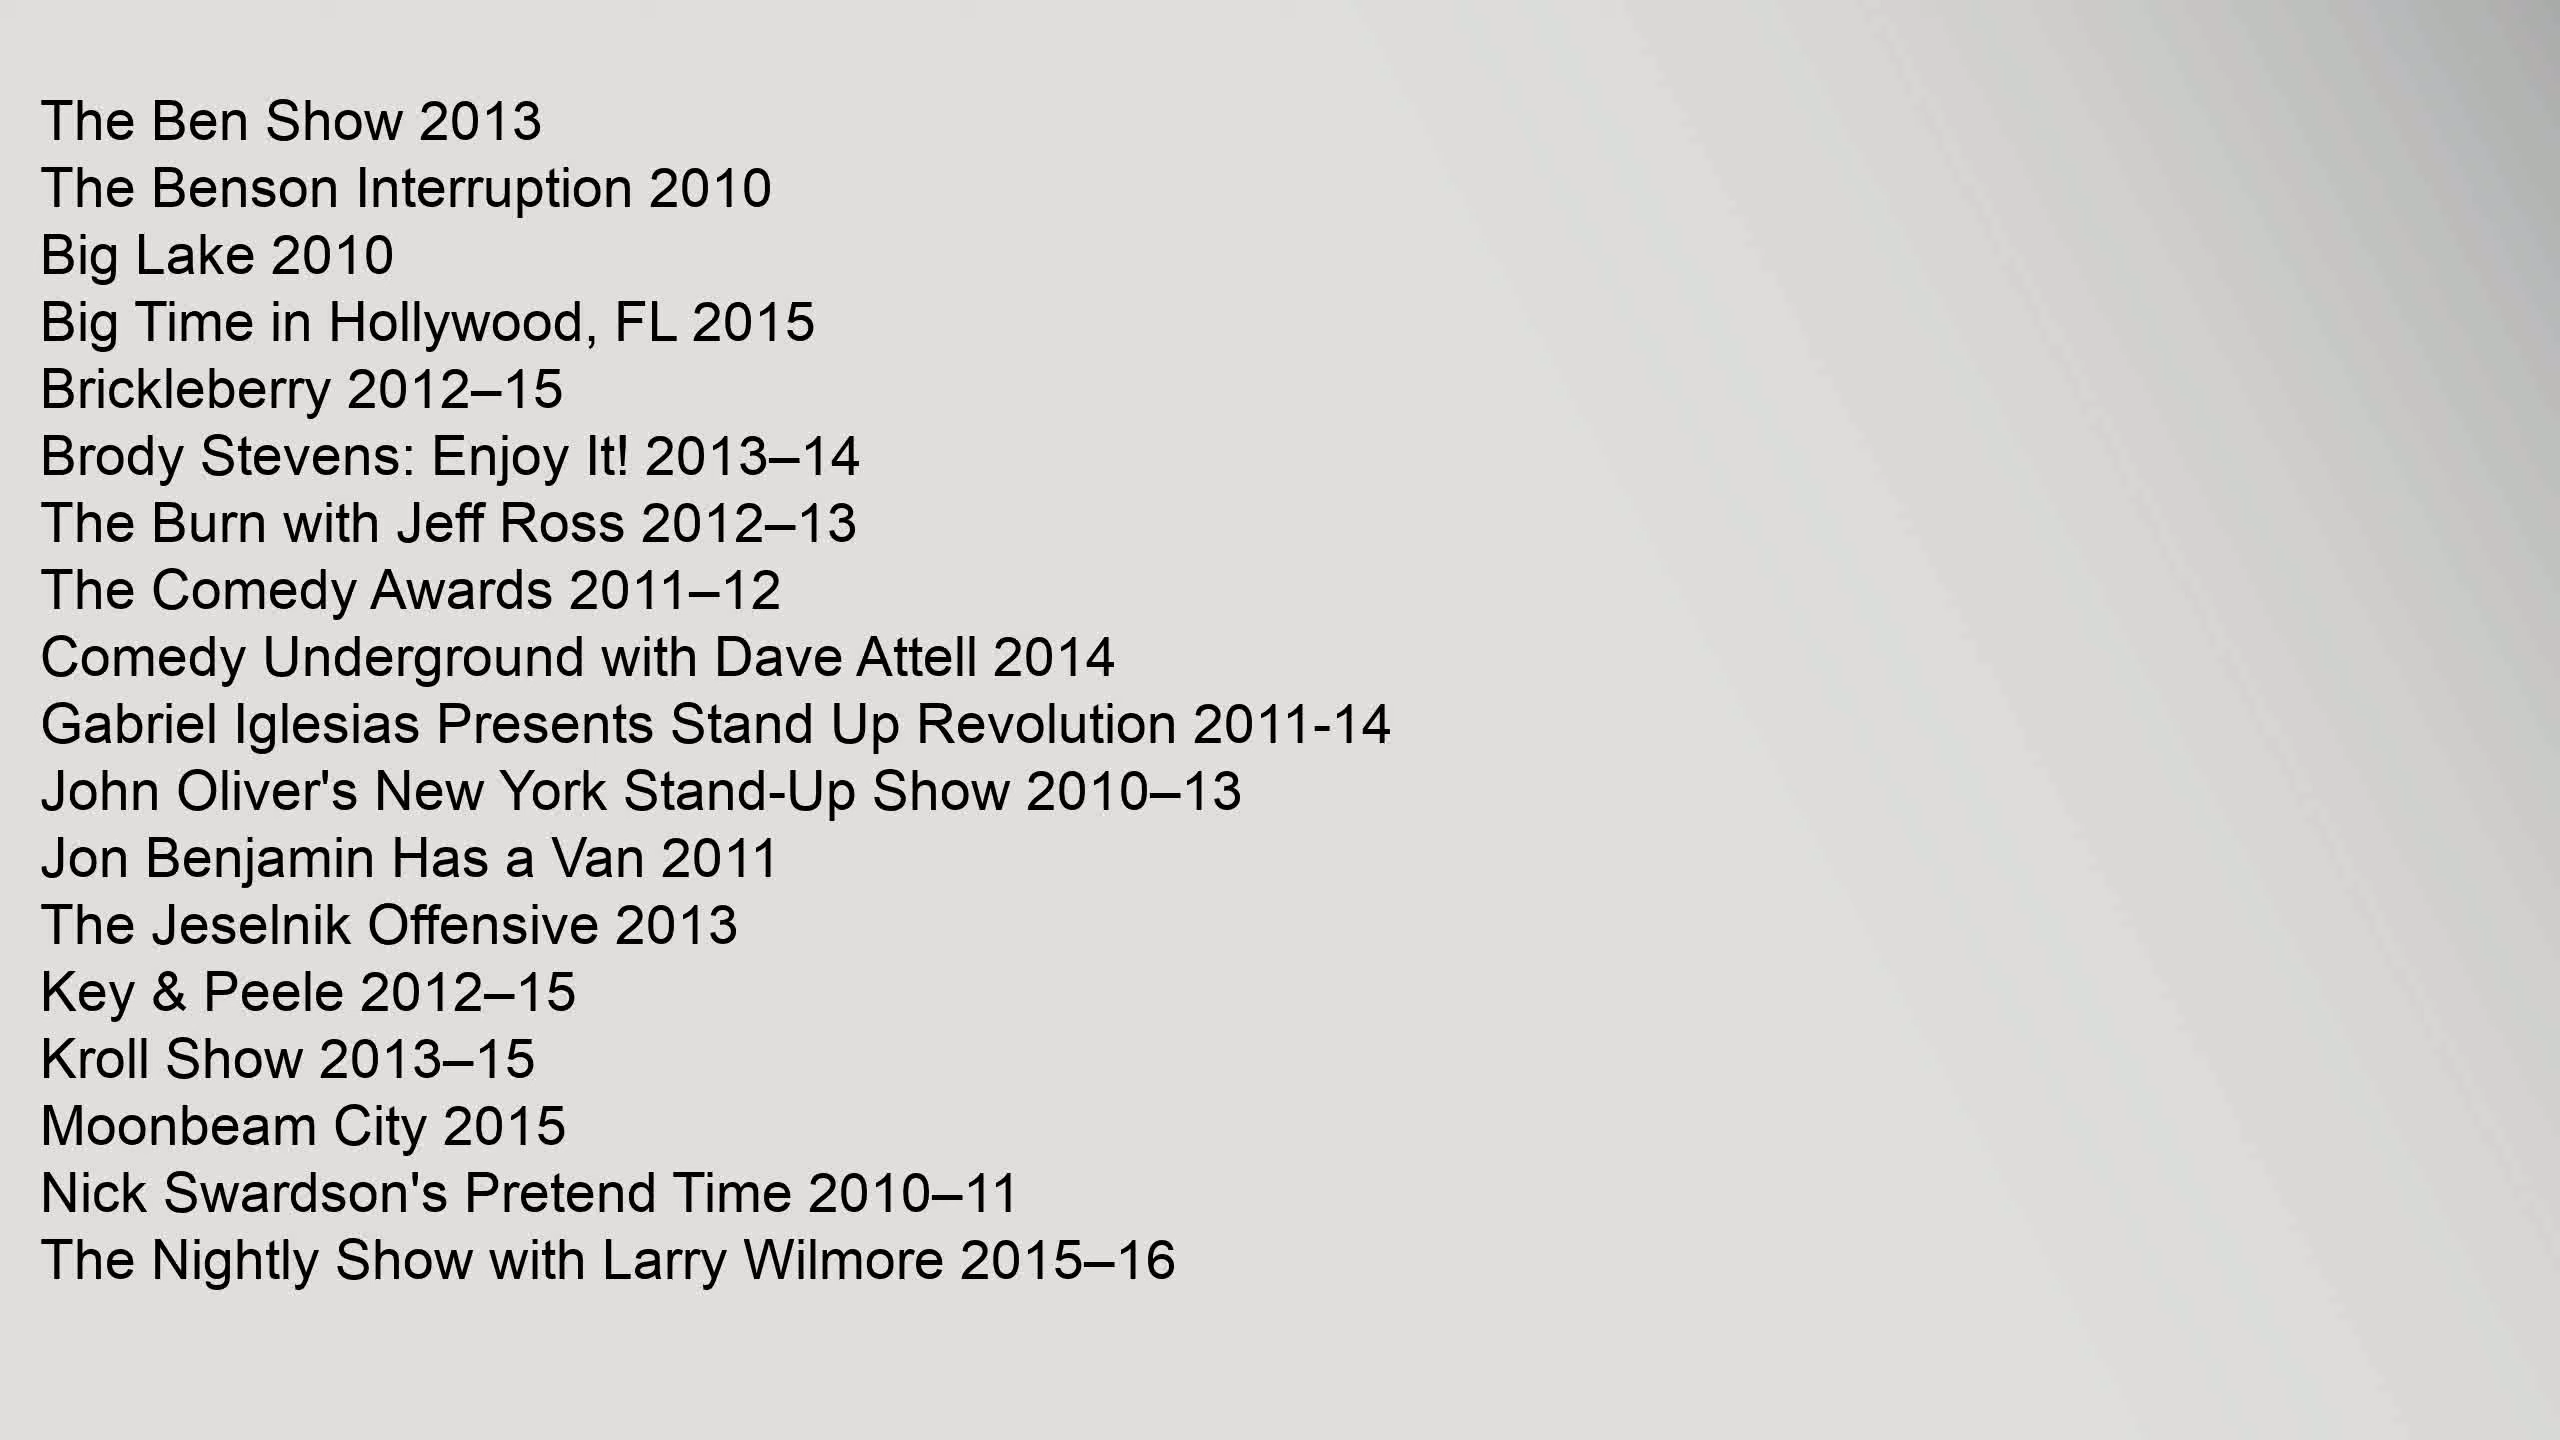 The Ben Show 2013
The Benson Interruption 2010
Big Lake 2010
Big Time in Hollywood, FL 2015
Brickleberry 2012–15
Brody Stevens: Enjoy It! 2013–14
The Burn with Jeff Ross 2012–13
The Comedy Awards 2011–12
Comedy Underground with Dave Attell 2014
Gabriel Iglesias Presents Stand Up Revolution 2011-14
John Oliver's New York Stand-Up Show 2010–13
Jon Benjamin Has a Van 2011
The Jeselnik Offensive 2013
Key & Peele 2012–15
Kroll Show 2013–15
Moonbeam City 2015
Nick Swardson's Pretend Time 2010–11
The Nightly Show with Larry Wilmore 2015–16